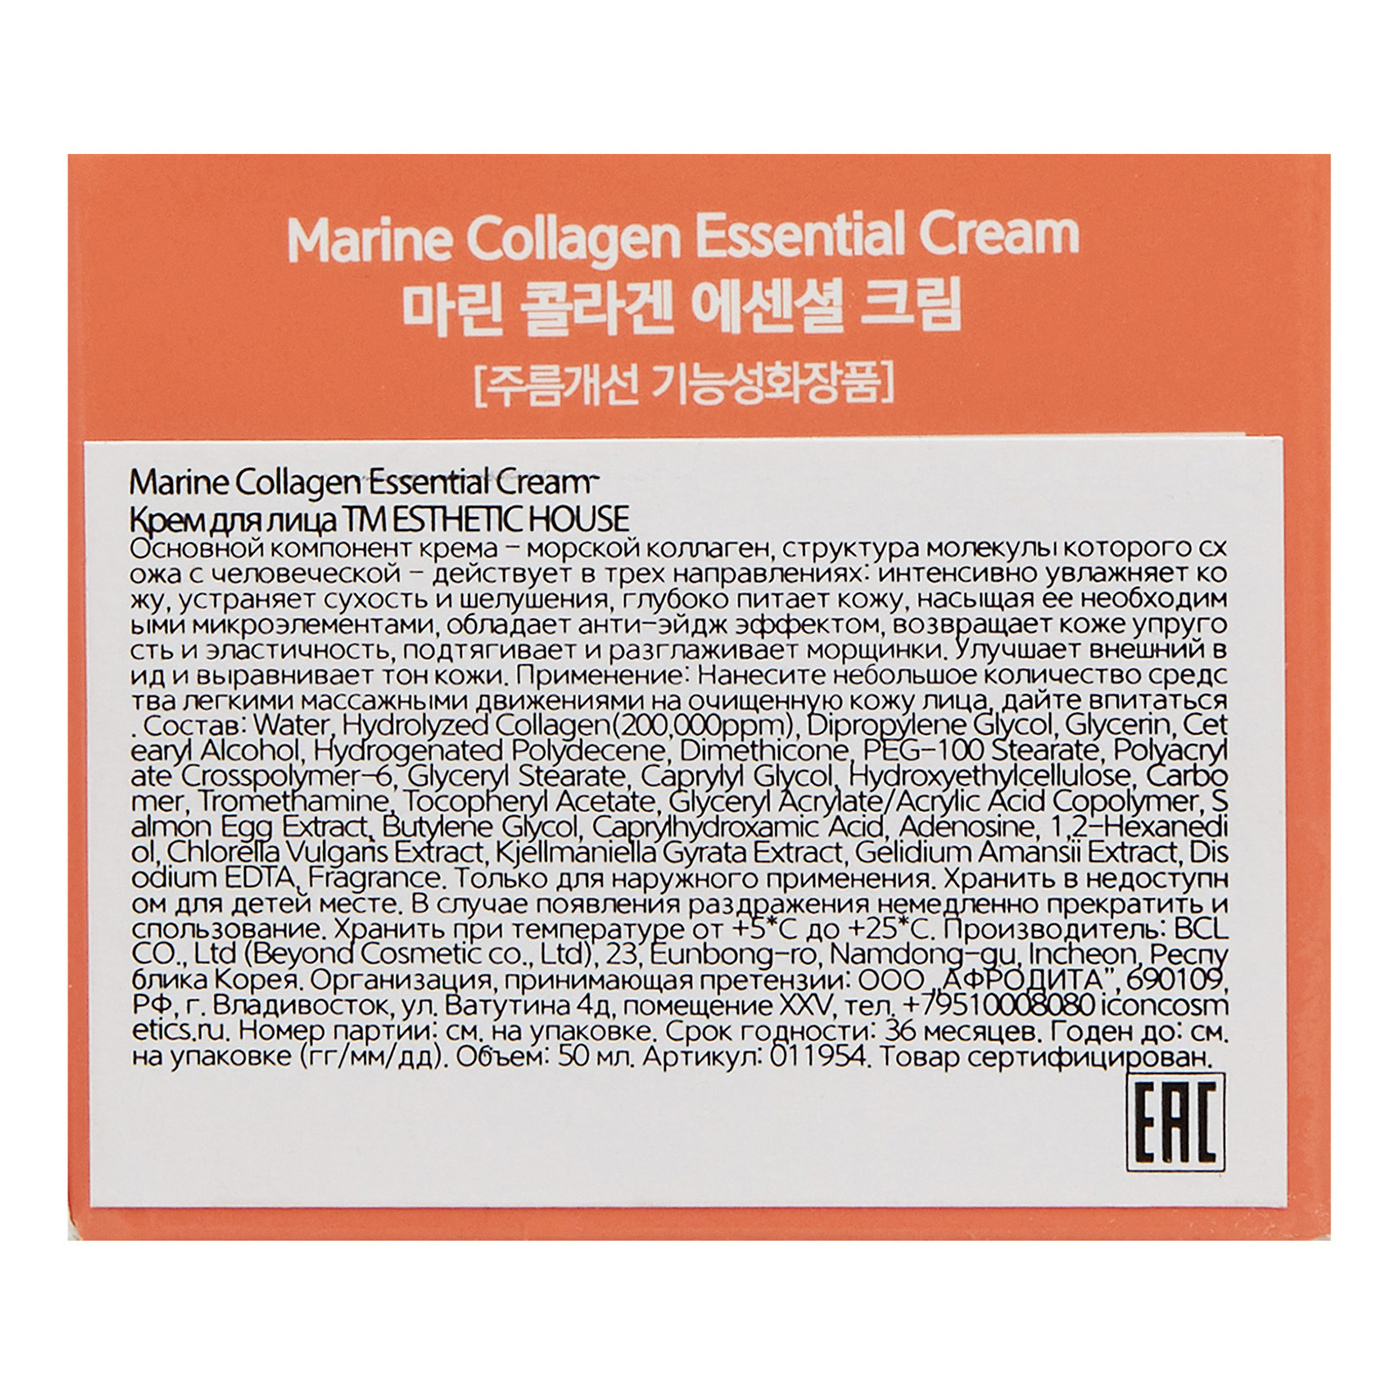 Marine Collagen Essential Cream
마린 콜라겐 에센셜 크림
[주름개선 기능성화장품]
Marine Collagen Essential Cream
Крем для лица TM ESTHETIC HOUSE
Основной компонент крема – морской коллаген, структура молекулы которого сх
ожа с человеческой – действует в трех направлениях: интенсивно увлажняет ко
жу, устраняет сухость и шелушения, глубоко питает кожу, насыщая ее необходим
ыми микроэлементами, обладает анти–эйдж эффектом, возвращает коже упруго
сть и эластичность, подтягивает и разглаживает морщинки. Улучшает внешний в
ид и выравнивает тон кожи. Применение: Нанесите небольшое количество средс
тва легкими массажными движениями на очищенную кожу лица, дайте впитаться
. Состав: Water, Hydrolyzed Collagen(200,000ppm), Dipropylene Glycol, Glycerin, Cet
earyl Alcohol, Hydrogenated Polydecene, Dimethicone, PEG–100 Stearate, Polyacryl
ate Crosspolymer–6, Glyceryl Stearate, Caprylyl Glycol, Hydroxyethylcellulose, Carbo
mer, Tromethamine, Tocopheryl Acetate, Glyceryl Acrylate/Acrylic Acid Copolymer, S
almon Egg Extract, Butylene Glycol, Caprylhydroxamic Acid, Adenosine, 1,2–Hexanedi
ol, Chlorella Vulgaris Extract, Kjellmaniella Gyrata Extract, Gelidium Amansii Extract, Dis
odium EDTA, Fragrance. Только для наружного применения. Хранить в недоступн
ом для детей месте. В случае появления раздражения немедленно прекратить и
спользование. Хранить при температуре от +5*C до +25*C. Производитель: BCL
CO., Ltd (Beyond Cosmetic co., Ltd), 23, Eunbong–ro, Namdong–gu, Incheon, Респу
блика Корея. Организация, принимающая претензии: ООО „АФРОДИТА", 690109,
РФ, г. Владивосток, ул. Ватутина 4д, помещение XXV, тел. +79510008080 iconcosm
etics.ru. Номер партии: см. на упаковке. Срок годности: 36 месяцев. Годен до: см.
на упаковке (гг/мм/дд). Объем: 50 мл. Артикул: 011954. Товар сертифицирован.
EAC